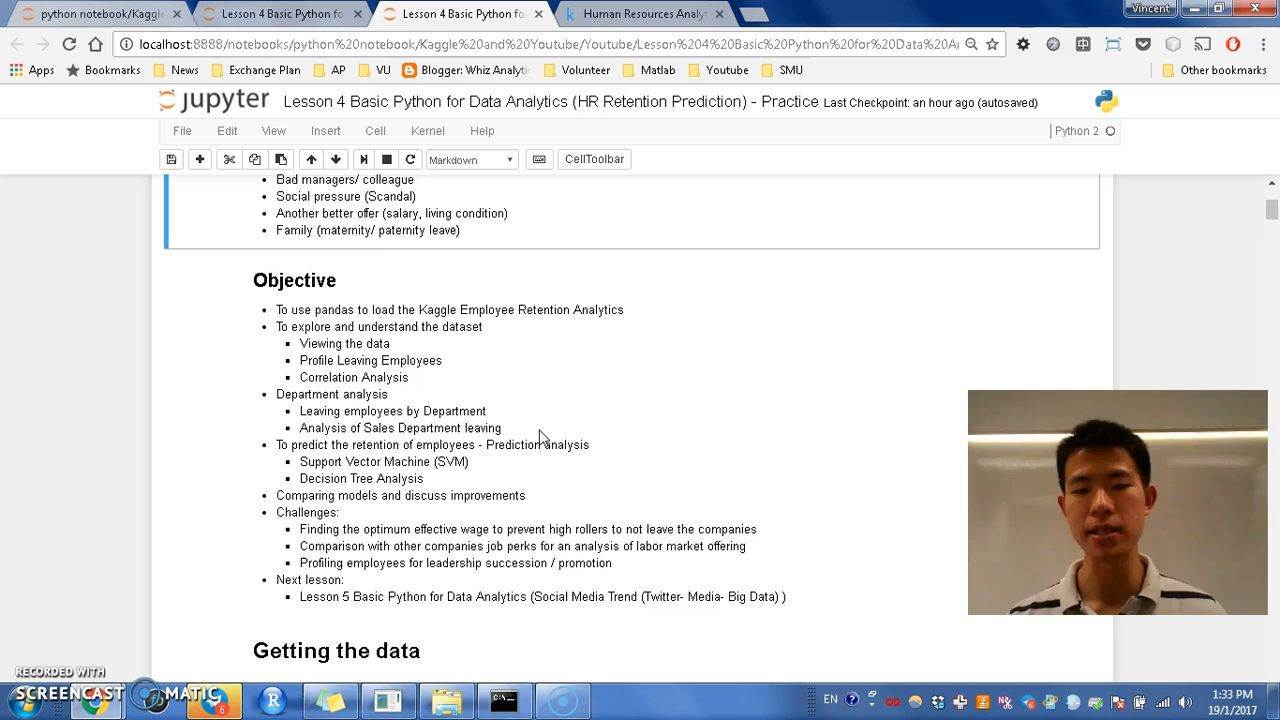 python notebook/Kaggle
Lesson 4 Basic Python fo
Lesson 4 Basic Python fo
Human Resources Analy
Vincent
localhost:8888/notebooks/python%20notebook/Kaggle%20and%20Youtube/Youtube/Lesson%204%20Basic%20Python%20for%20Data%20A
Apps
Bookmarks
News
Exchange Plan
AP
VU
Blogger: Whiz Analyti
Volunteer
Matlab
Youtube
SMU
Other bookmarks
jupyter Lesson 4 Basic Python for Data Analytics (HR Retention Prediction) - Practice Last Checkpoint: an hour ago (autosaved)
File Edit View Insert Cell Kernel Help
Python 2
Markdown
CellToolbar
• Bad managers/ colleague
• Social pressure (Scandal)
• Another better offer (salary, living condition)
• Family (maternity/ paternity leave)
Objective
• To use pandas to load the Kaggle Employee Retention Analytics
• To explore and understand the dataset
▪ Viewing the data
▪ Profile Leaving Employees
▪ Correlation Analysis
• Department analysis
▪ Leaving employees by Department
▪ Analysis of Sales Department leaving
• To predict the retention of employees - Prediction analysis
▪ Support Vector Machine (SVM)
▪ Decision Tree Analysis
• Comparing models and discuss improvements
• Challenges:
▪ Finding the optimum effective wage to prevent high rollers to not leave the companies
▪ Comparison with other companies job perks for an analysis of labor market offering
▪ Profiling employees for leadership succession / promotion
• Next lesson:
▪ Lesson 5 Basic Python for Data Analytics (Social Media Trend (Twitter- Media- Big Data) )
Getting the data
RECORDED WITH
SCREENCAST MATIC
6
R
C:\
EN
1:33 PM
19/1/2017